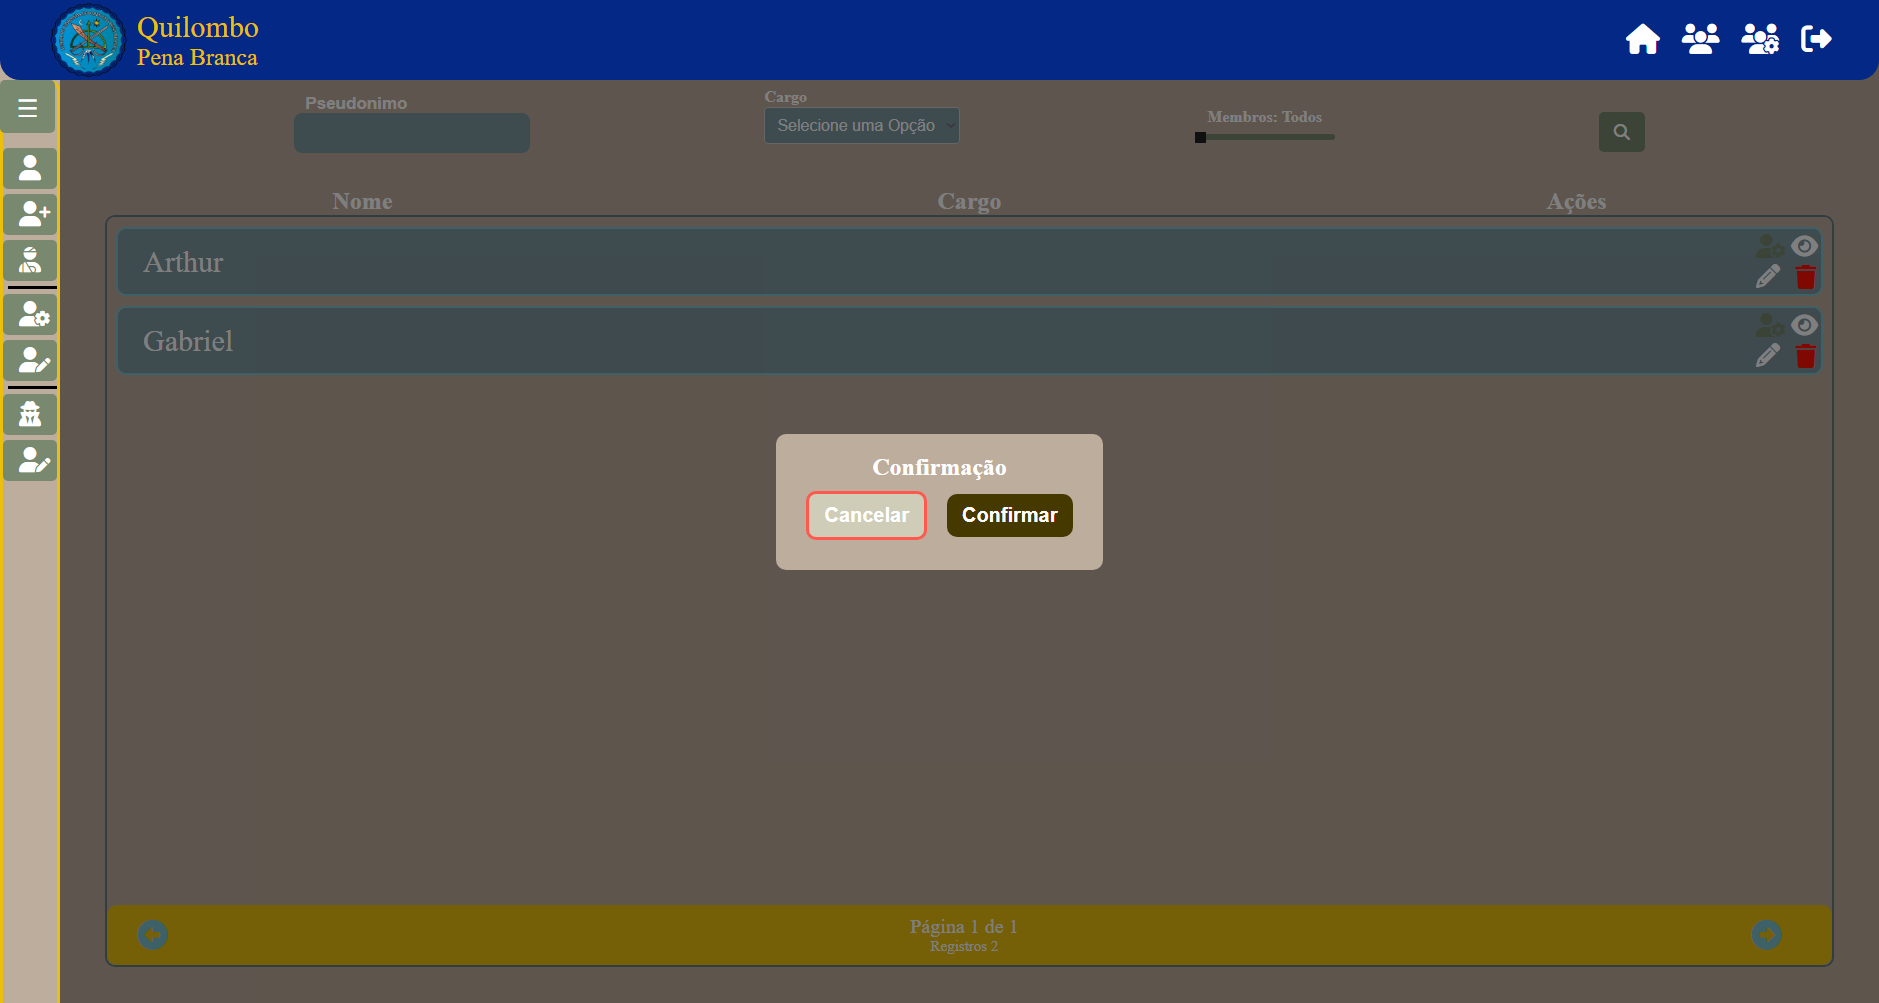 Quilombo
Pena Branca
Pseudonimo
Cargo
Selecione uma Opção
Membros: Todos
Nome Cargo Ações
Arthur
Gabriel
Confirmação
Cancelar Confirmar
Página 1 de 1
Registros 2